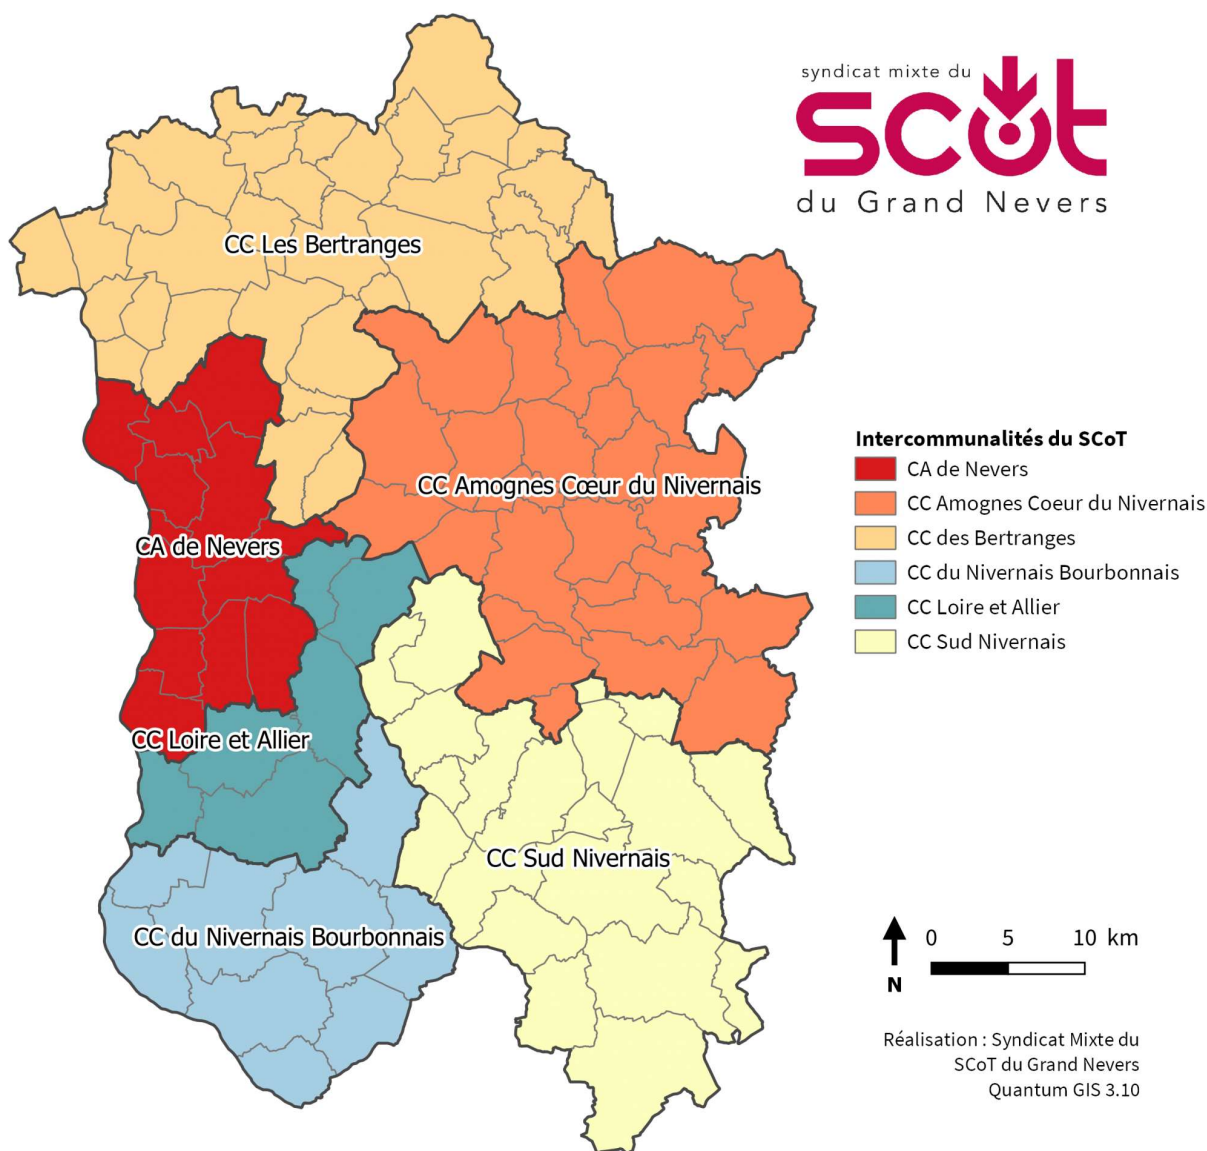 syndicat mixte du
scot
du Grand Nevers
CC Les Bertranges
CC Amognes Cœur du Nivernais
CA de Nevers
CC Loire et Allier
CC Sud Nivernais
CC du Nivernais Bourbonnais
Intercommunalités du SCoT
CA de Nevers
CC Amognes Coeur du Nivernais
CC des Bertranges
CC du Nivernais Bourbonnais
CC Loire et Allier
CC Sud Nivernais
0 5 10 km
N
Réalisation : Syndicat Mixte du
SCoT du Grand Nevers
Quantum GIS 3.10